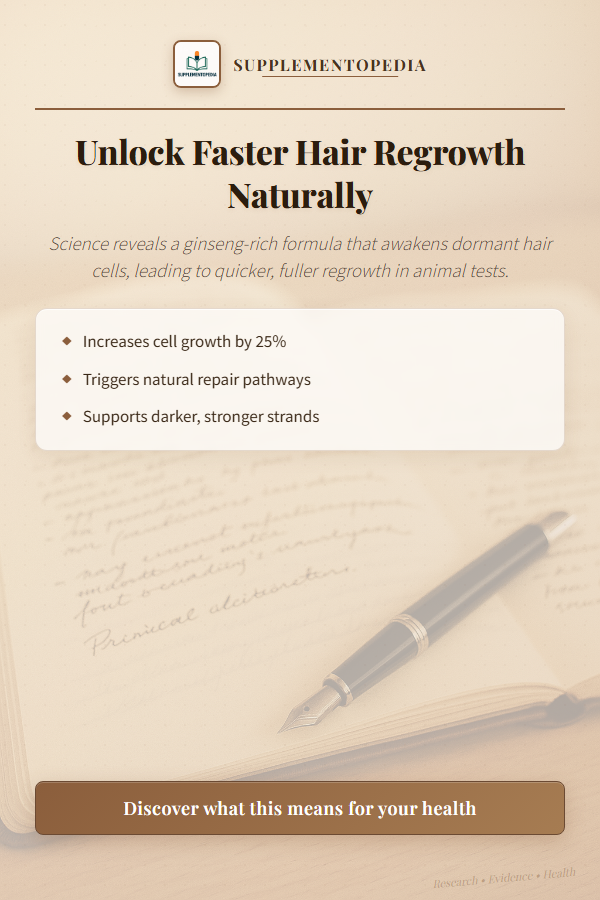 SUPPLEMENTOPEDIA
SUPPLEMENTOPEDIA
Unlock Faster Hair Regrowth
Naturally
Science reveals a ginseng-rich formula that awakens dormant hair
cells, leading to quicker, fuller regrowth in animal tests.
Increases cell growth by 25%
Triggers natural repair pathways
Supports darker, stronger strands
Discover what this means for your health
Research • Evidence • Health